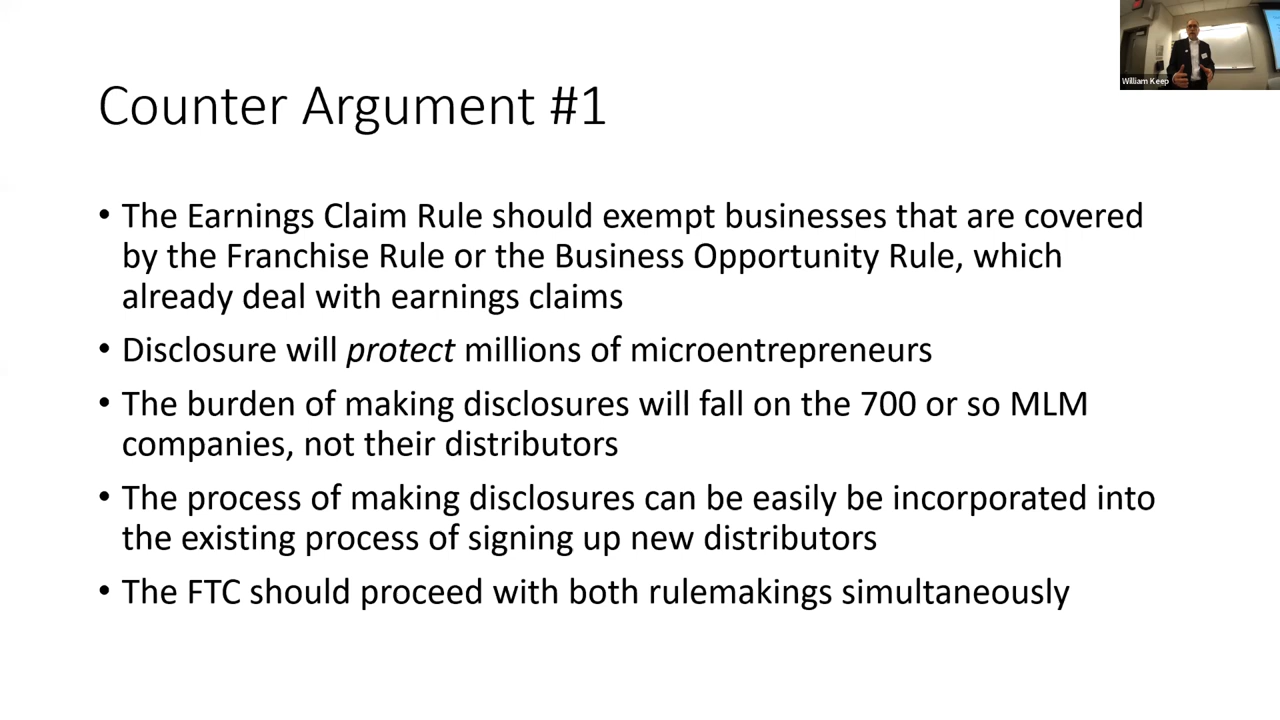 Counter Argument #1
• The Earnings Claim Rule should exempt businesses that are covered
by the Franchise Rule or the Business Opportunity Rule, which
already deal with earnings claims
• Disclosure will protect millions of microentrepreneurs
• The burden of making disclosures will fall on the 700 or so MLM
companies, not their distributors
• The process of making disclosures can be easily be incorporated into
the existing process of signing up new distributors
• The FTC should proceed with both rulemakings simultaneously
William Keep